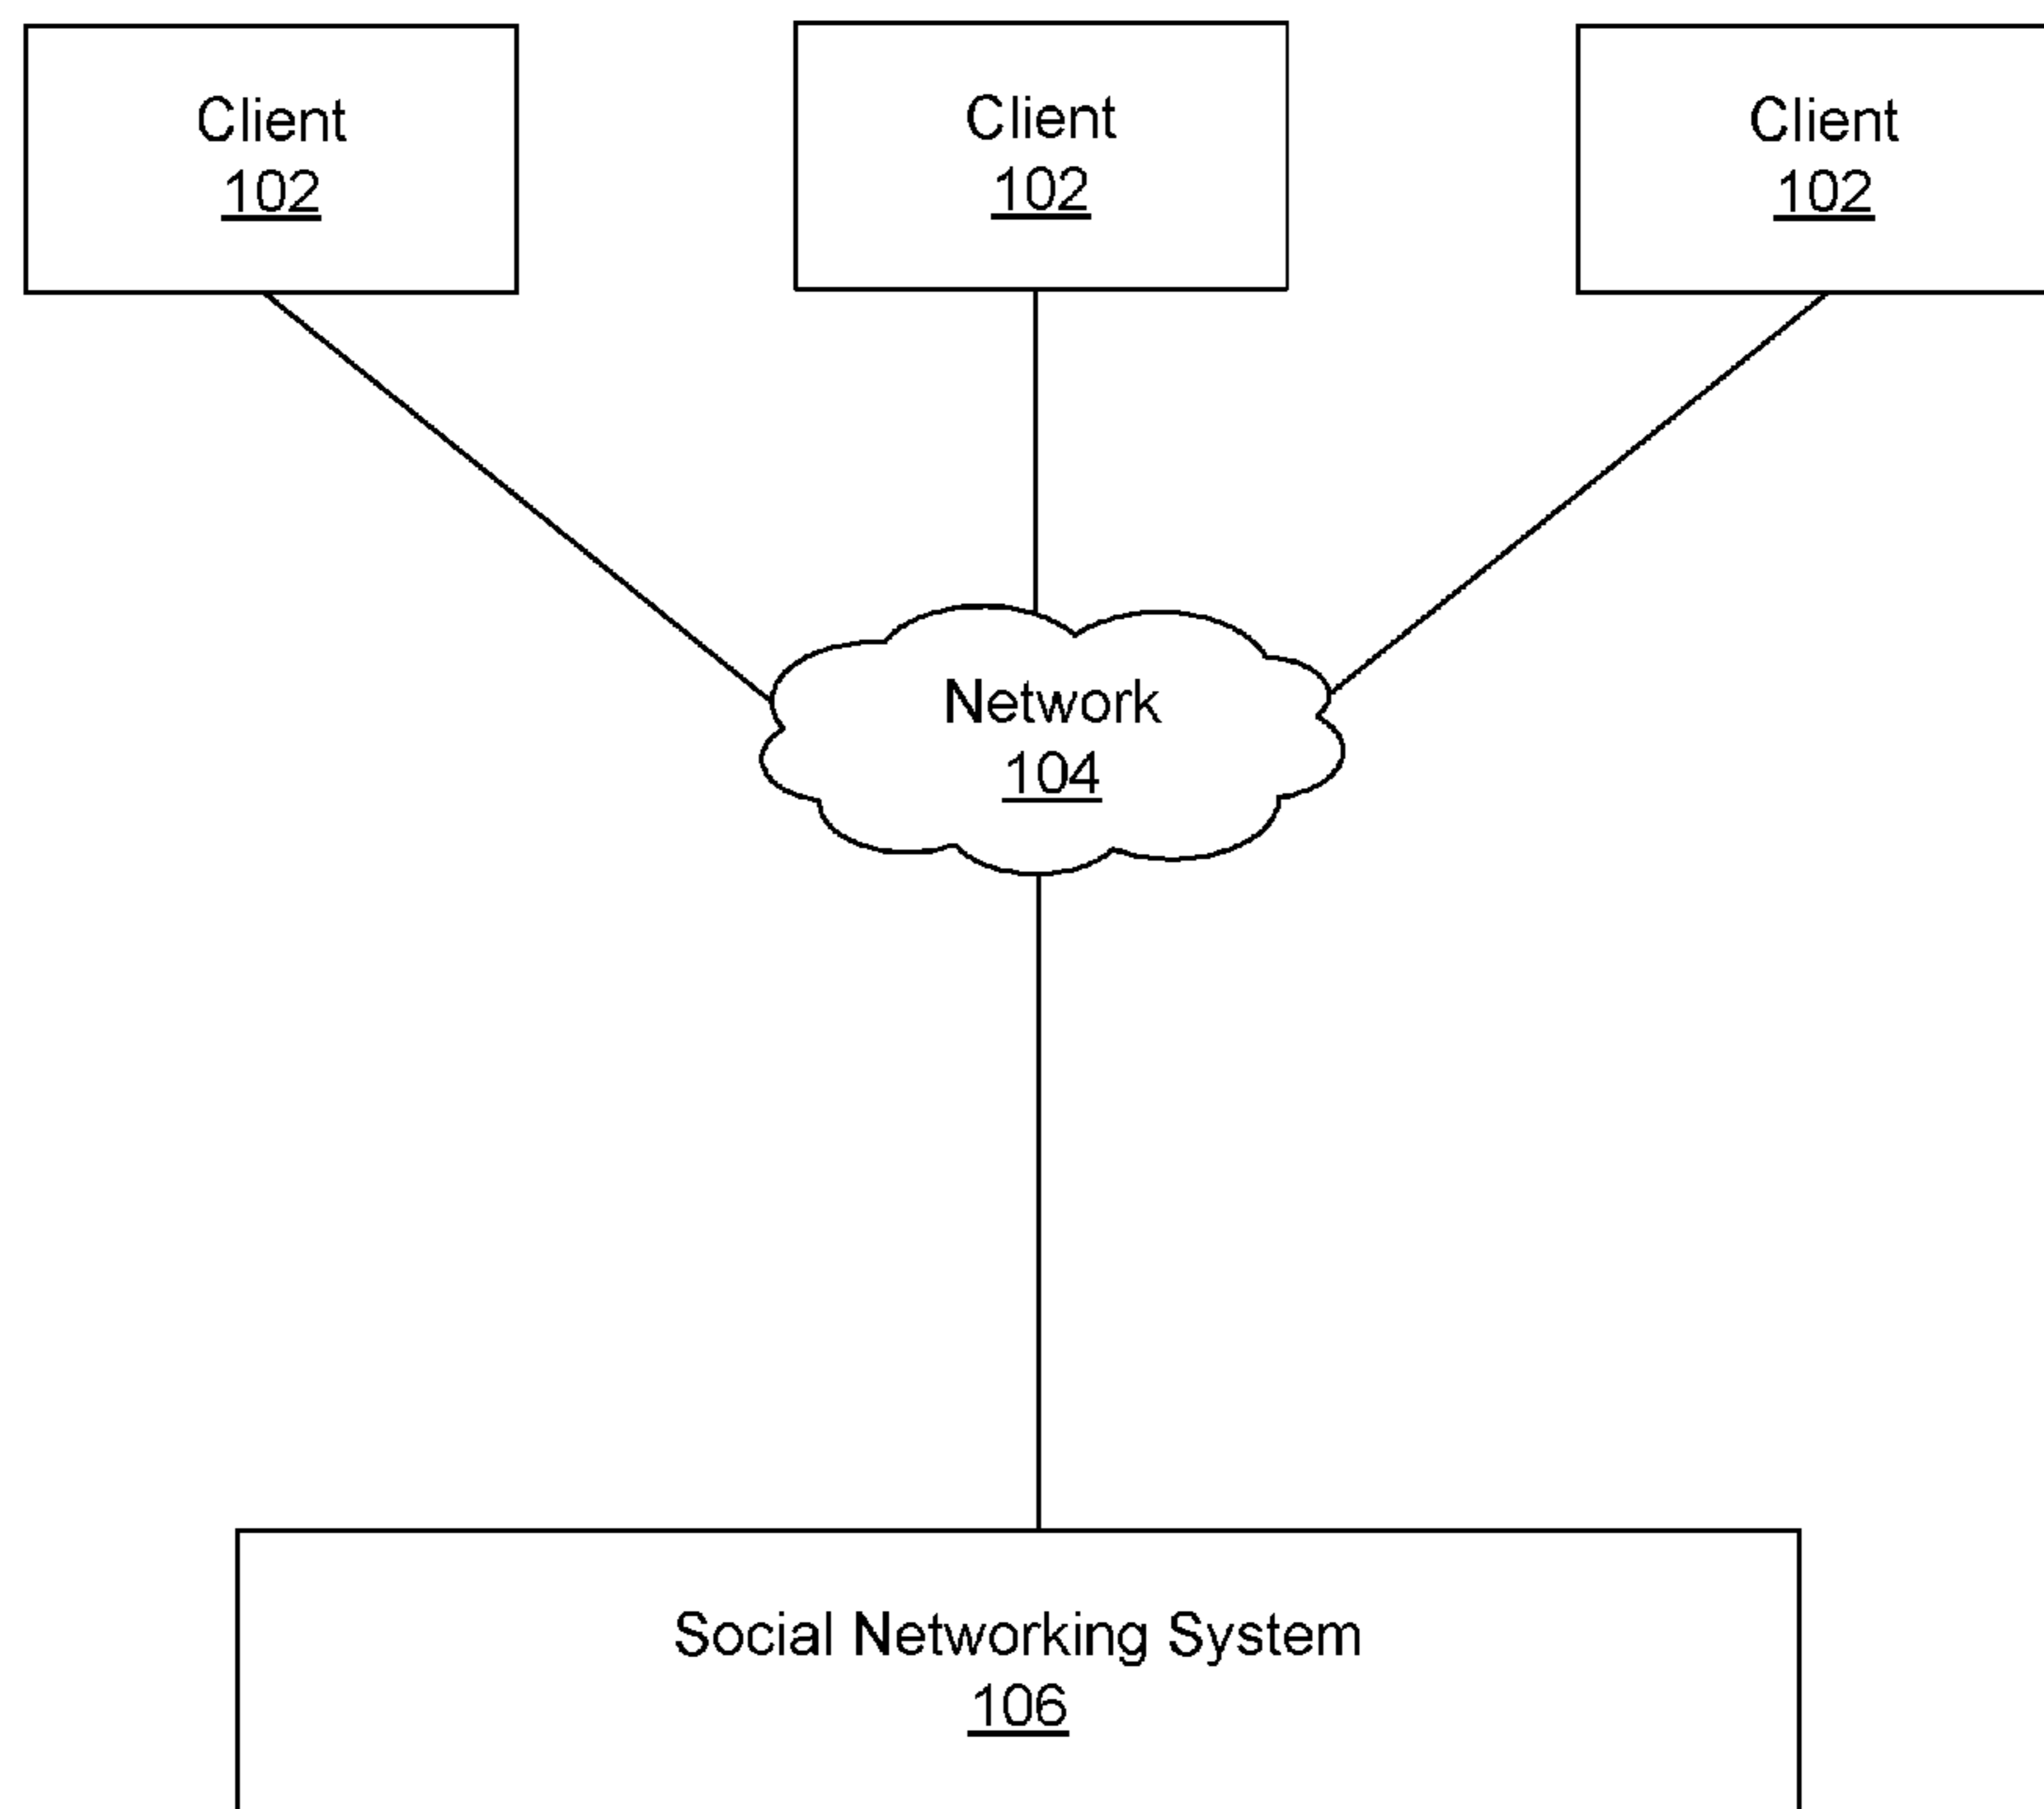 Client
102
Client
102
Client
102
Network
104
Social Networking System
106